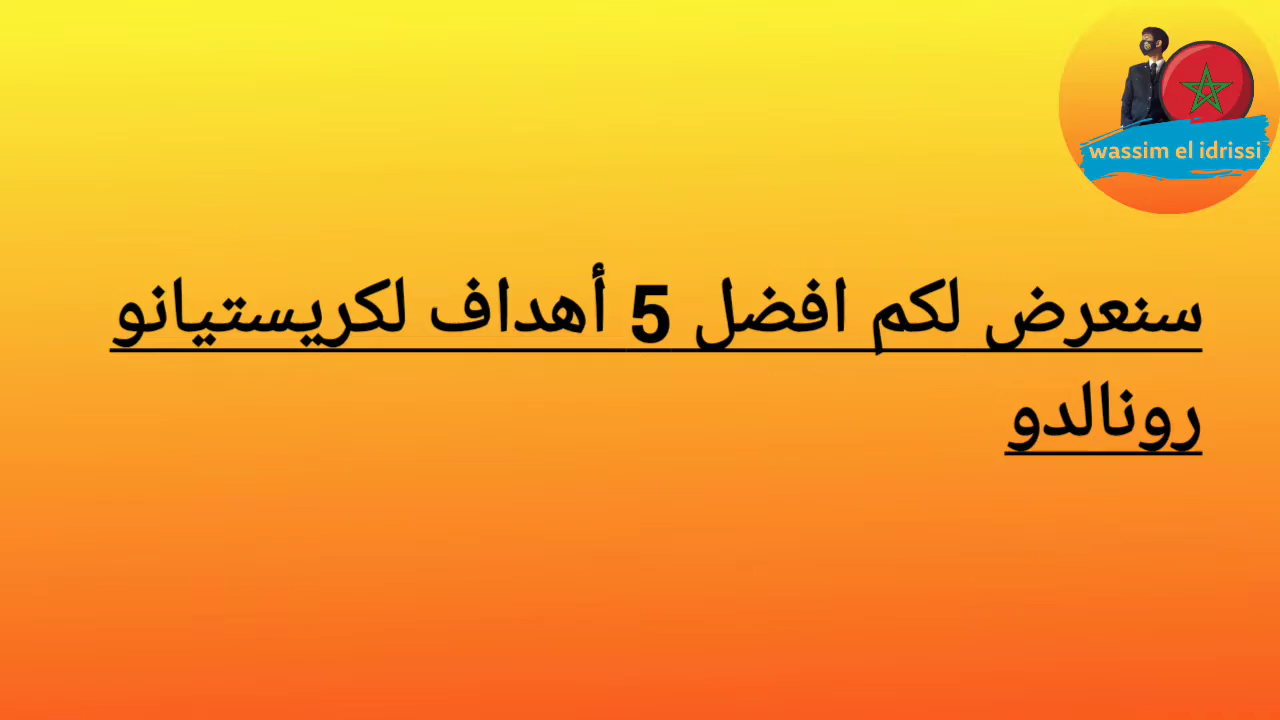 wassim el idrissi
سنعرض لكم افضل 5 أهداف لكريستيانو
رونالدو